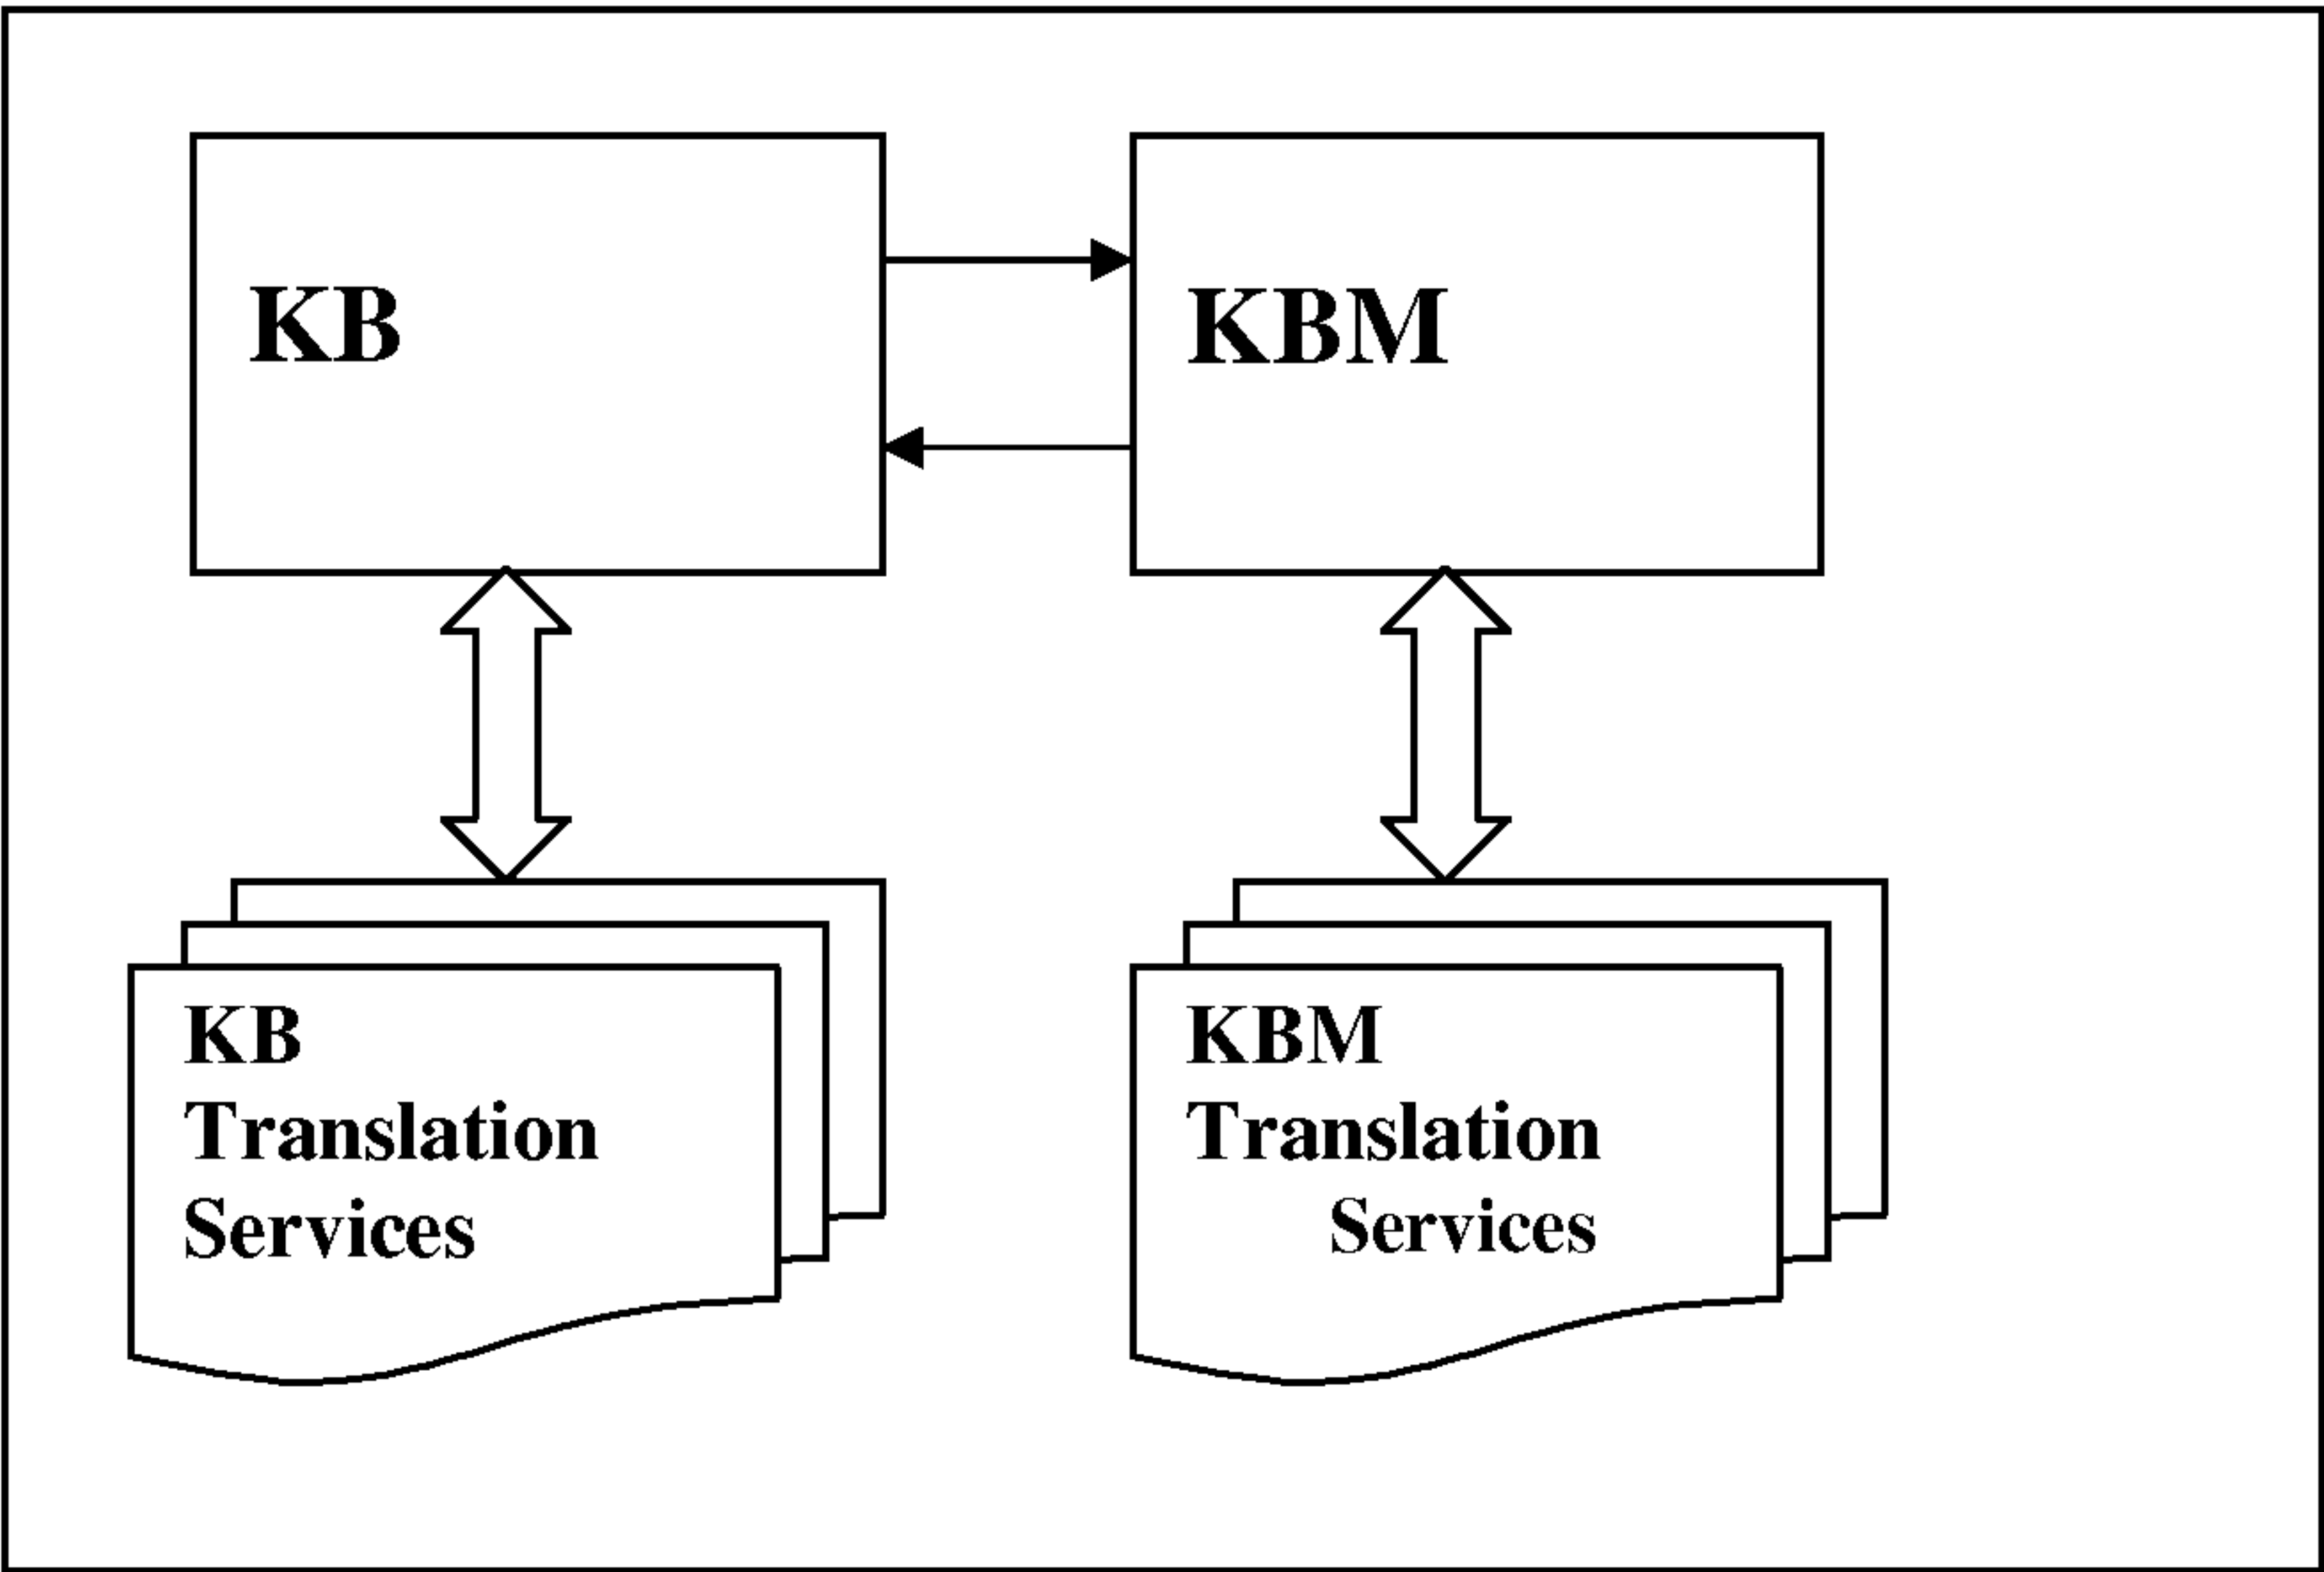 KB
KBM
KB
Translation
Services
KBM
Translation
Services